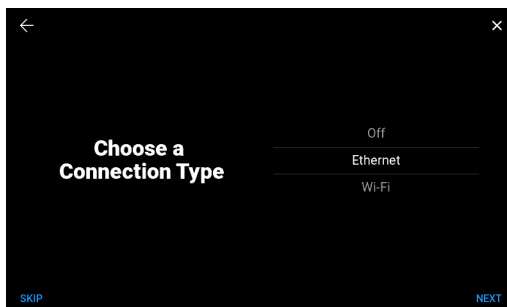 Choose a
Connection Type
Off
Ethernet
Wi-Fi
SKIP
NEXT